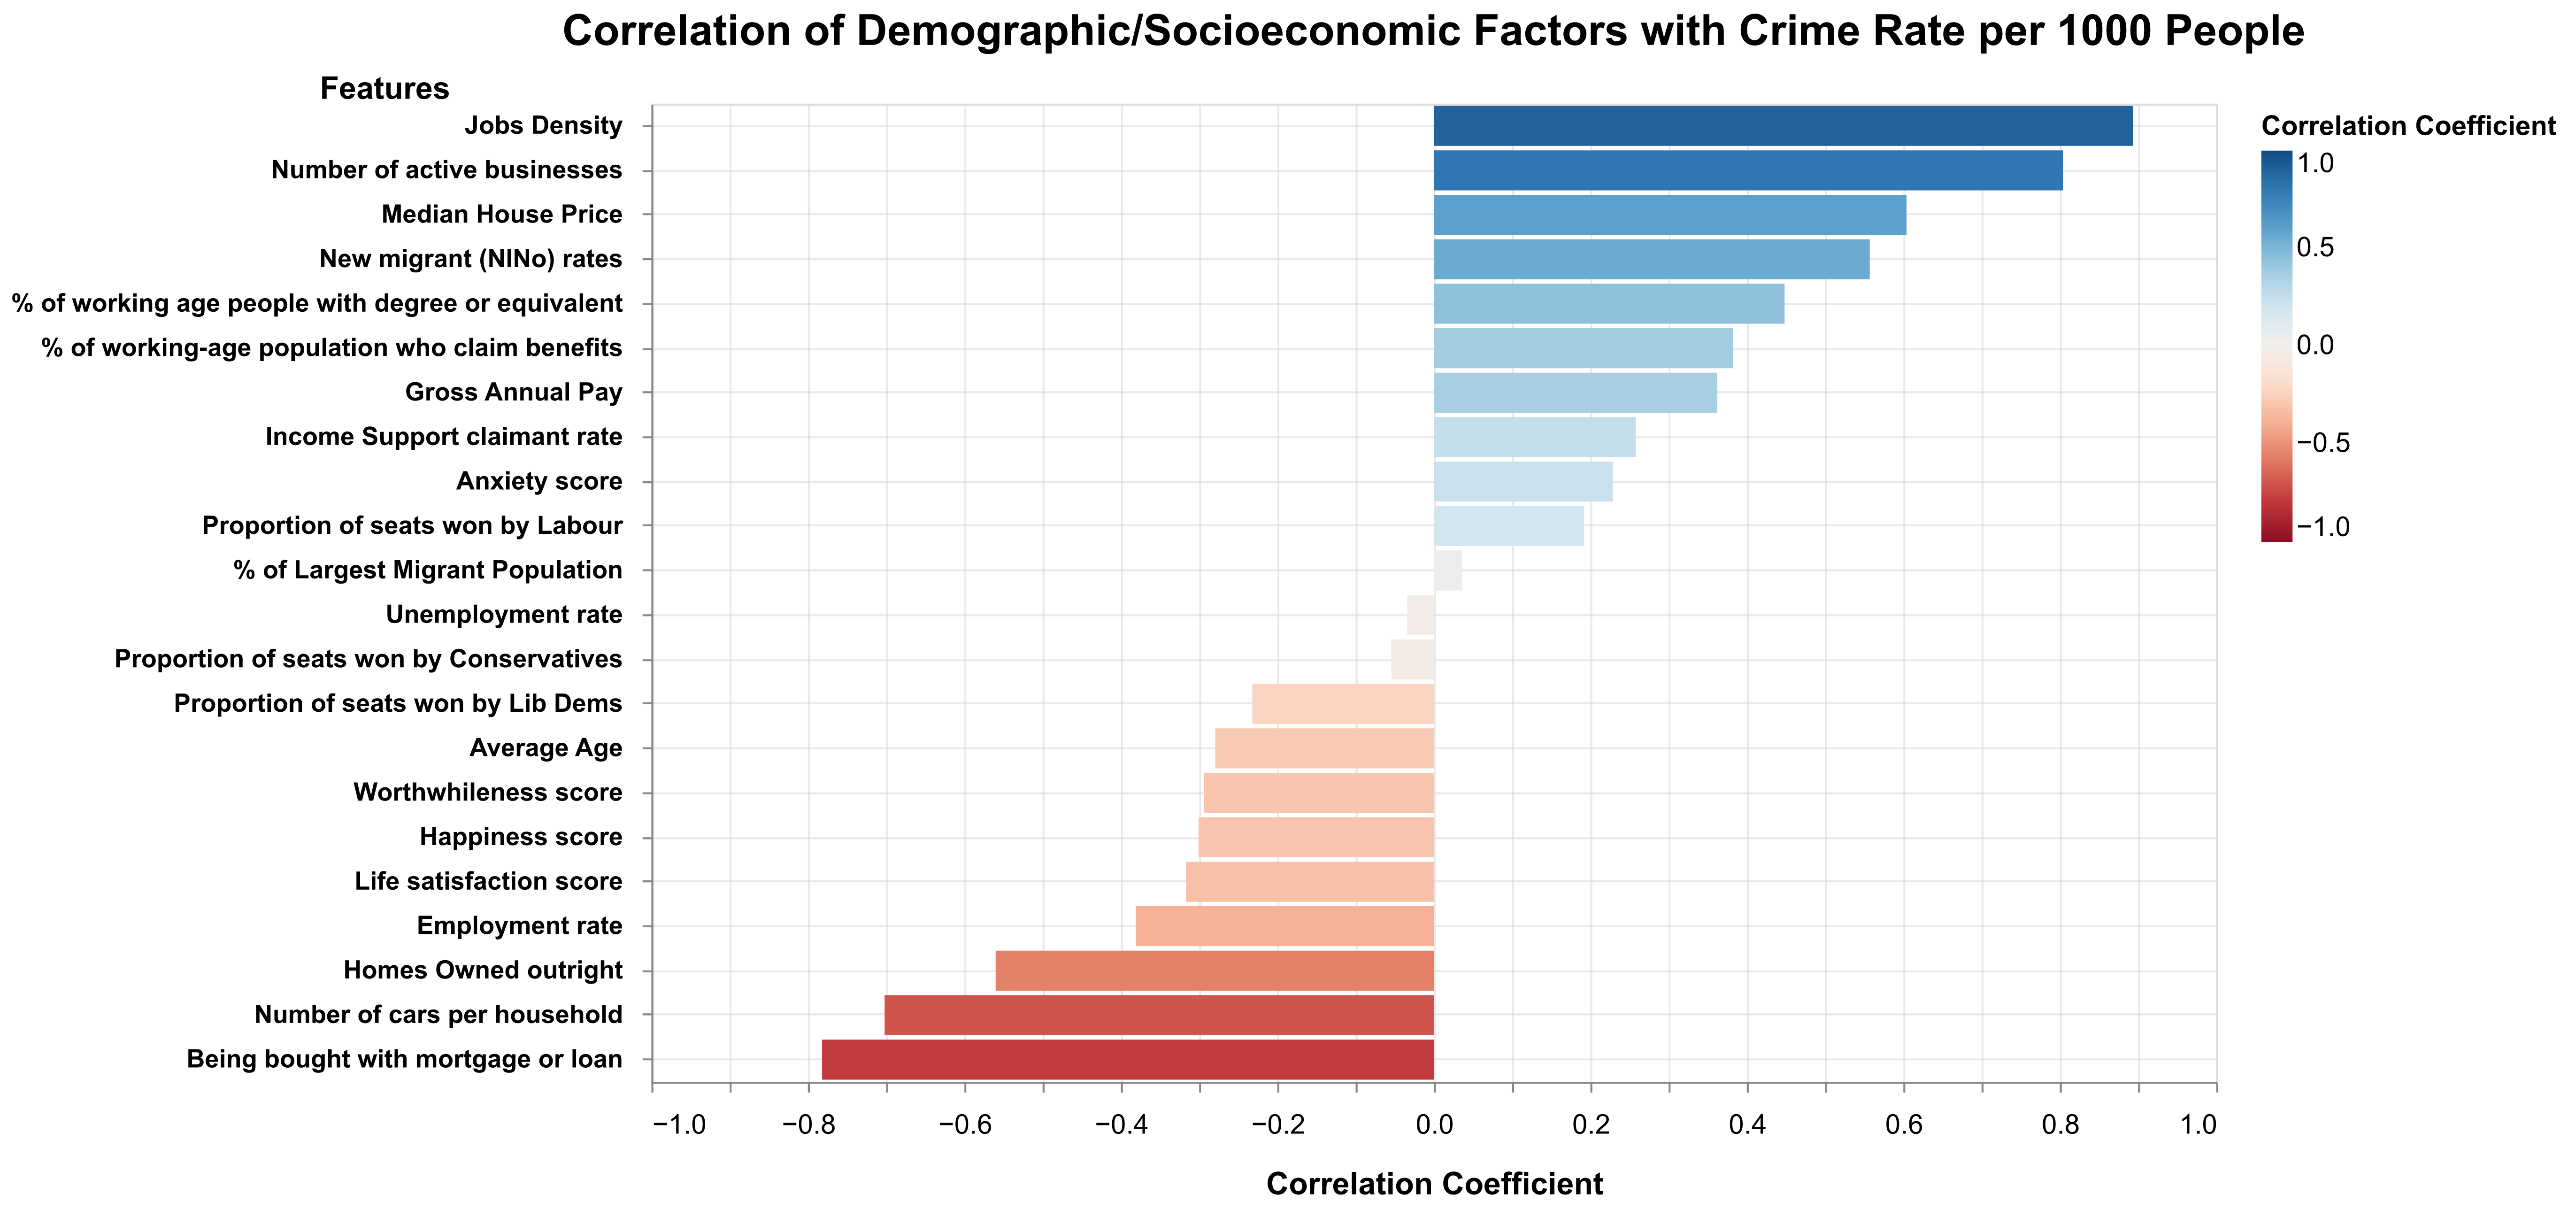 Correlation of Demographic/Socioeconomic Factors with Crime Rate per 1000 People
Features
Jobs Density
Number of active businesses
Median House Price
New migrant (NINo) rates
% of working age people with degree or equivalent
% of working-age population who claim benefits
Gross Annual Pay
Income Support claimant rate
Anxiety score
Proportion of seats won by Labour
% of Largest Migrant Population
Unemployment rate
Proportion of seats won by Conservatives
Proportion of seats won by Lib Dems
Average Age
Worthwhileness score
Happiness score
Life satisfaction score
Employment rate
Homes Owned outright
Number of cars per household
Being bought with mortgage or loan
−1.0 −0.8 −0.6 −0.4 −0.2 0.0 0.2 0.4 0.6 0.8 1.0
Correlation Coefficient
Correlation Coefficient
1.0
0.5
0.0
−0.5
−1.0